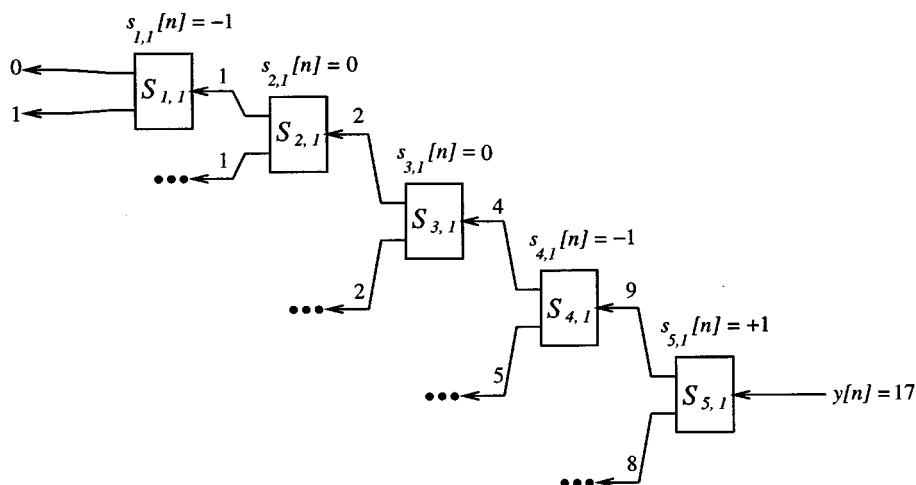 s1,1[n] = −1
0
1
S1,1
1
s2,1[n] = 0
S2,1
2
1
•••
s3,1[n] = 0
S3,1
4
2
•••
s4,1[n] = −1
S4,1
9
5
•••
s5,1[n] = +1
S5,1
y[n] = 17
8
•••